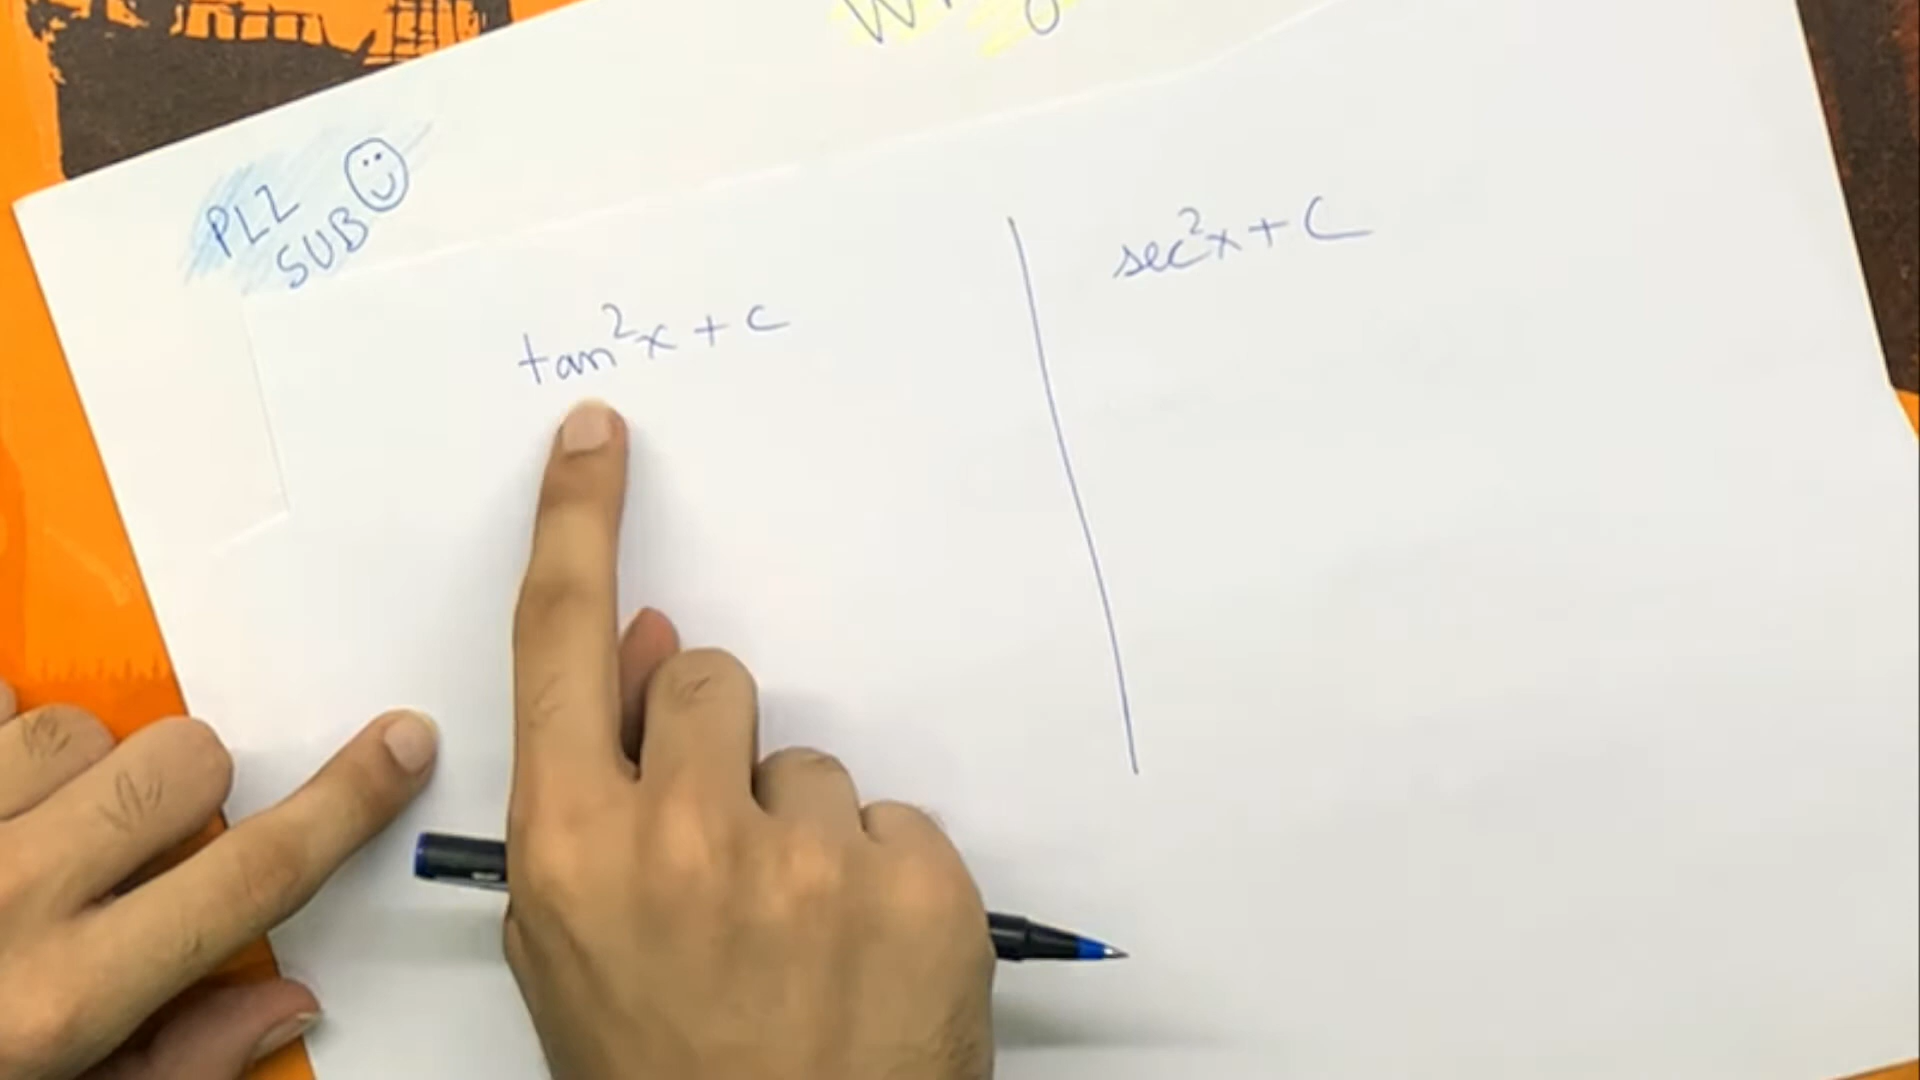 PLZ
SUB
tan²x + c
sec²x + C